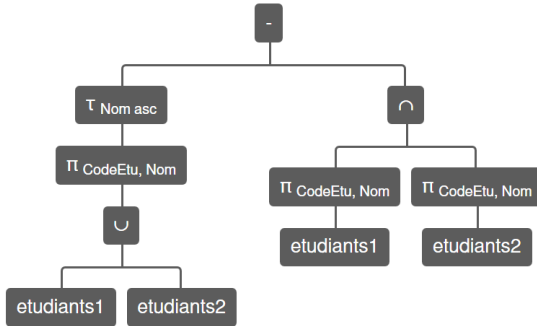 -
τ Nom asc
∩
π CodeEtu, Nom
π CodeEtu, Nom
π CodeEtu, Nom
∪
etudiants1
etudiants2
etudiants1
etudiants2